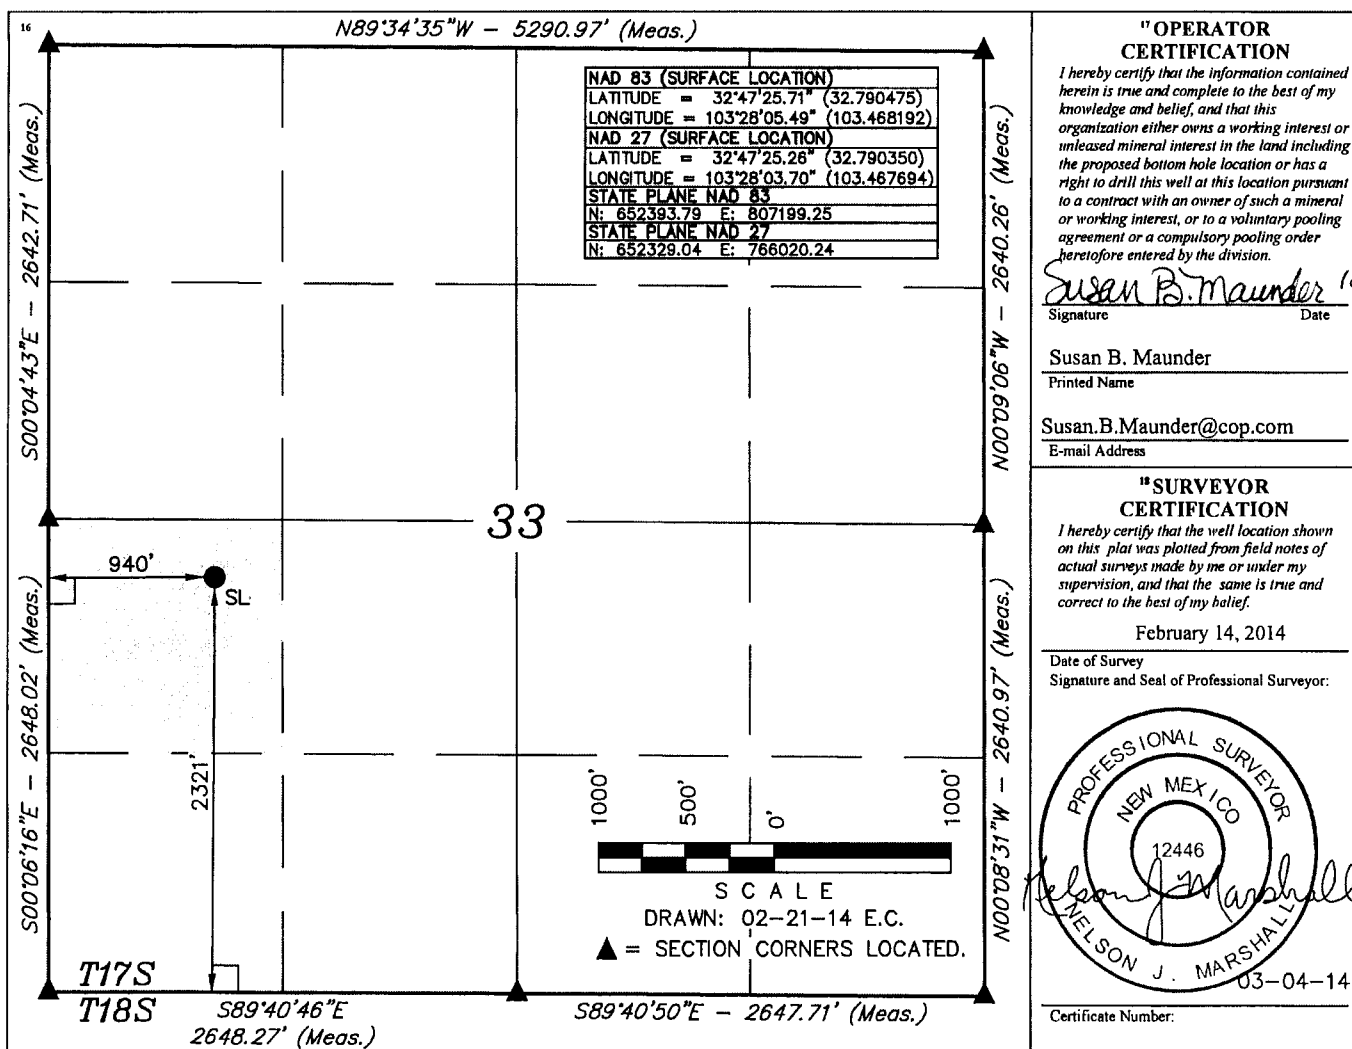 16
N89°34'35"W – 5290.97' (Meas.)
S00°04'43"E – 2642.71' (Meas.)
S00°06'16"E – 2648.02' (Meas.)
NAD 83 (SURFACE LOCATION)
LATITUDE = 32°47'25.71" (32.790475)
LONGITUDE = 103°28'05.49" (103.468192)
NAD 27 (SURFACE LOCATION)
LATITUDE = 32°47'25.26" (32.790350)
LONGITUDE = 103°28'03.70" (103.467694)
STATE PLANE NAD 83
N: 652393.79 E: 807199.25
STATE PLANE NAD 27
N: 652329.04 E: 766020.24
N00°09'06"W – 2640.26' (Meas.)
N00°08'31"W – 2640.97' (Meas.)
33
940'
SL
2321'
1000'
500'
0'
1000'
SCALE
DRAWN: 02-21-14 E.C.
▲ = SECTION CORNERS LOCATED.
T17S
T18S
S89°40'46"E
2648.27' (Meas.)
S89°40'50"E – 2647.71' (Meas.)
17 OPERATOR
CERTIFICATION
I hereby certify that the information contained
herein is true and complete to the best of my
knowledge and belief, and that this
organization either owns a working interest or
unleased mineral interest in the land including
the proposed bottom hole location or has a
right to drill this well at this location pursuant
to a contract with an owner of such a mineral
or working interest, or to a voluntary pooling
agreement or a compulsory pooling order
heretofore entered by the division.
Susan B. Maunder
Signature Date
Susan B. Maunder
Printed Name
Susan.B.Maunder@cop.com
E-mail Address
18 SURVEYOR
CERTIFICATION
I hereby certify that the well location shown
on this plat was plotted from field notes of
actual surveys made by me or under my
supervision, and that the same is true and
correct to the best of my belief.
February 14, 2014
Date of Survey
Signature and Seal of Professional Surveyor:
PROFESSIONAL SURVEYOR
NEW MEXICO
12446
Nelson J. Marshall
NELSON J. MARSHALL
03-04-14
Certificate Number: